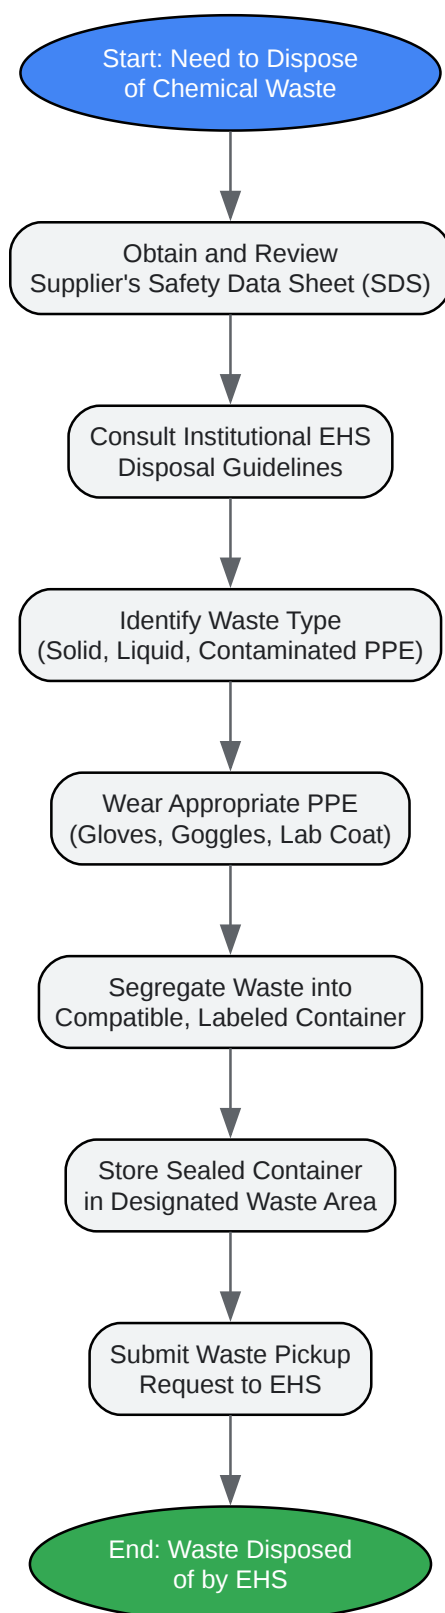 Start: Need to Dispose
of Chemical Waste
Obtain and Review
Supplier's Safety Data Sheet (SDS)
Consult Institutional EHS
Disposal Guidelines
Identify Waste Type
(Solid, Liquid, Contaminated PPE)
Wear Appropriate PPE
(Gloves, Goggles, Lab Coat)
Segregate Waste into
Compatible, Labeled Container
Store Sealed Container
in Designated Waste Area
Submit Waste Pickup
Request to EHS
End: Waste Disposed
of by EHS